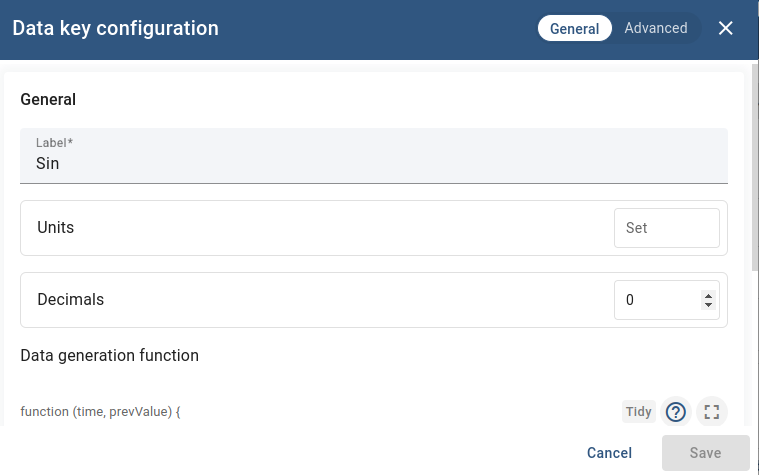 Data key configuration
General
Advanced
General
Label*
Sin
Units
Set
Decimals
0
Data generation function
function (time, prevValue) {
Tidy
Cancel
Save